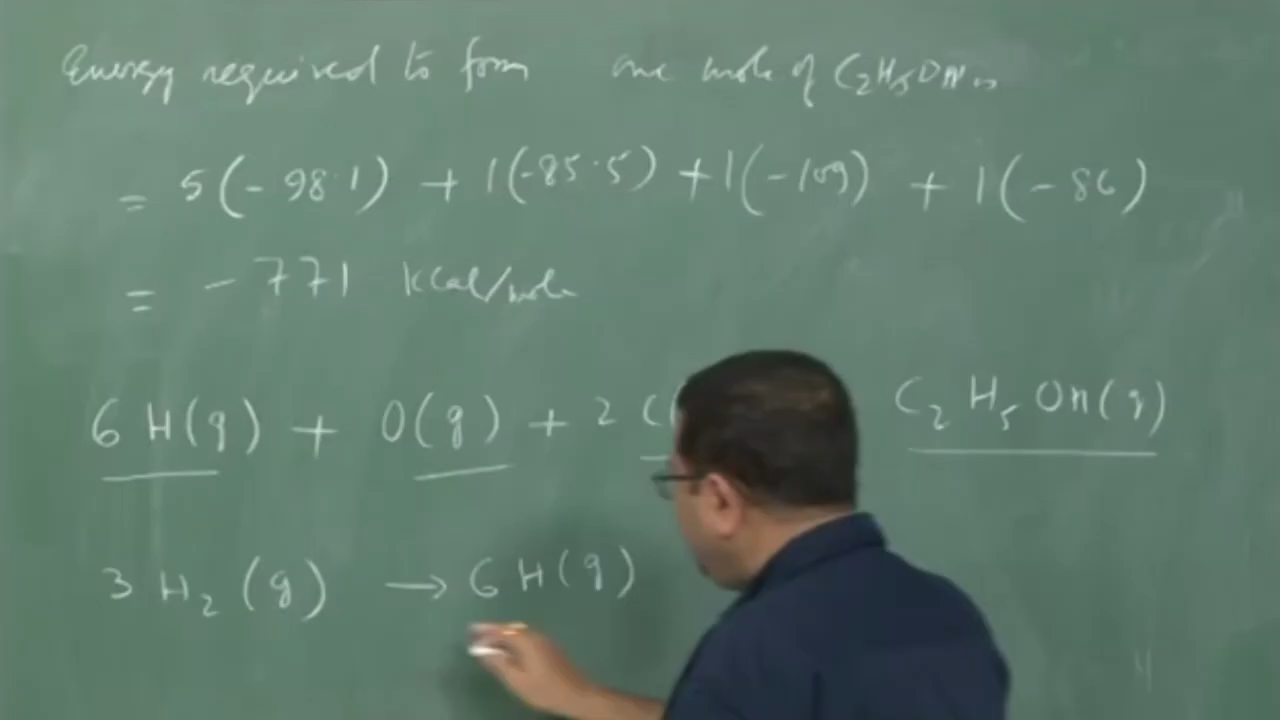 Energy required to form one mole of C₂H₅OH is
= 5(-98.1) + 1(-85.5) + 1(-109) + 1(-86)
= -771 kcal/mole
6 H(g) + O(g) + 2 C( C₂H₅OH(g)
3 H₂(g) → 6 H(g)